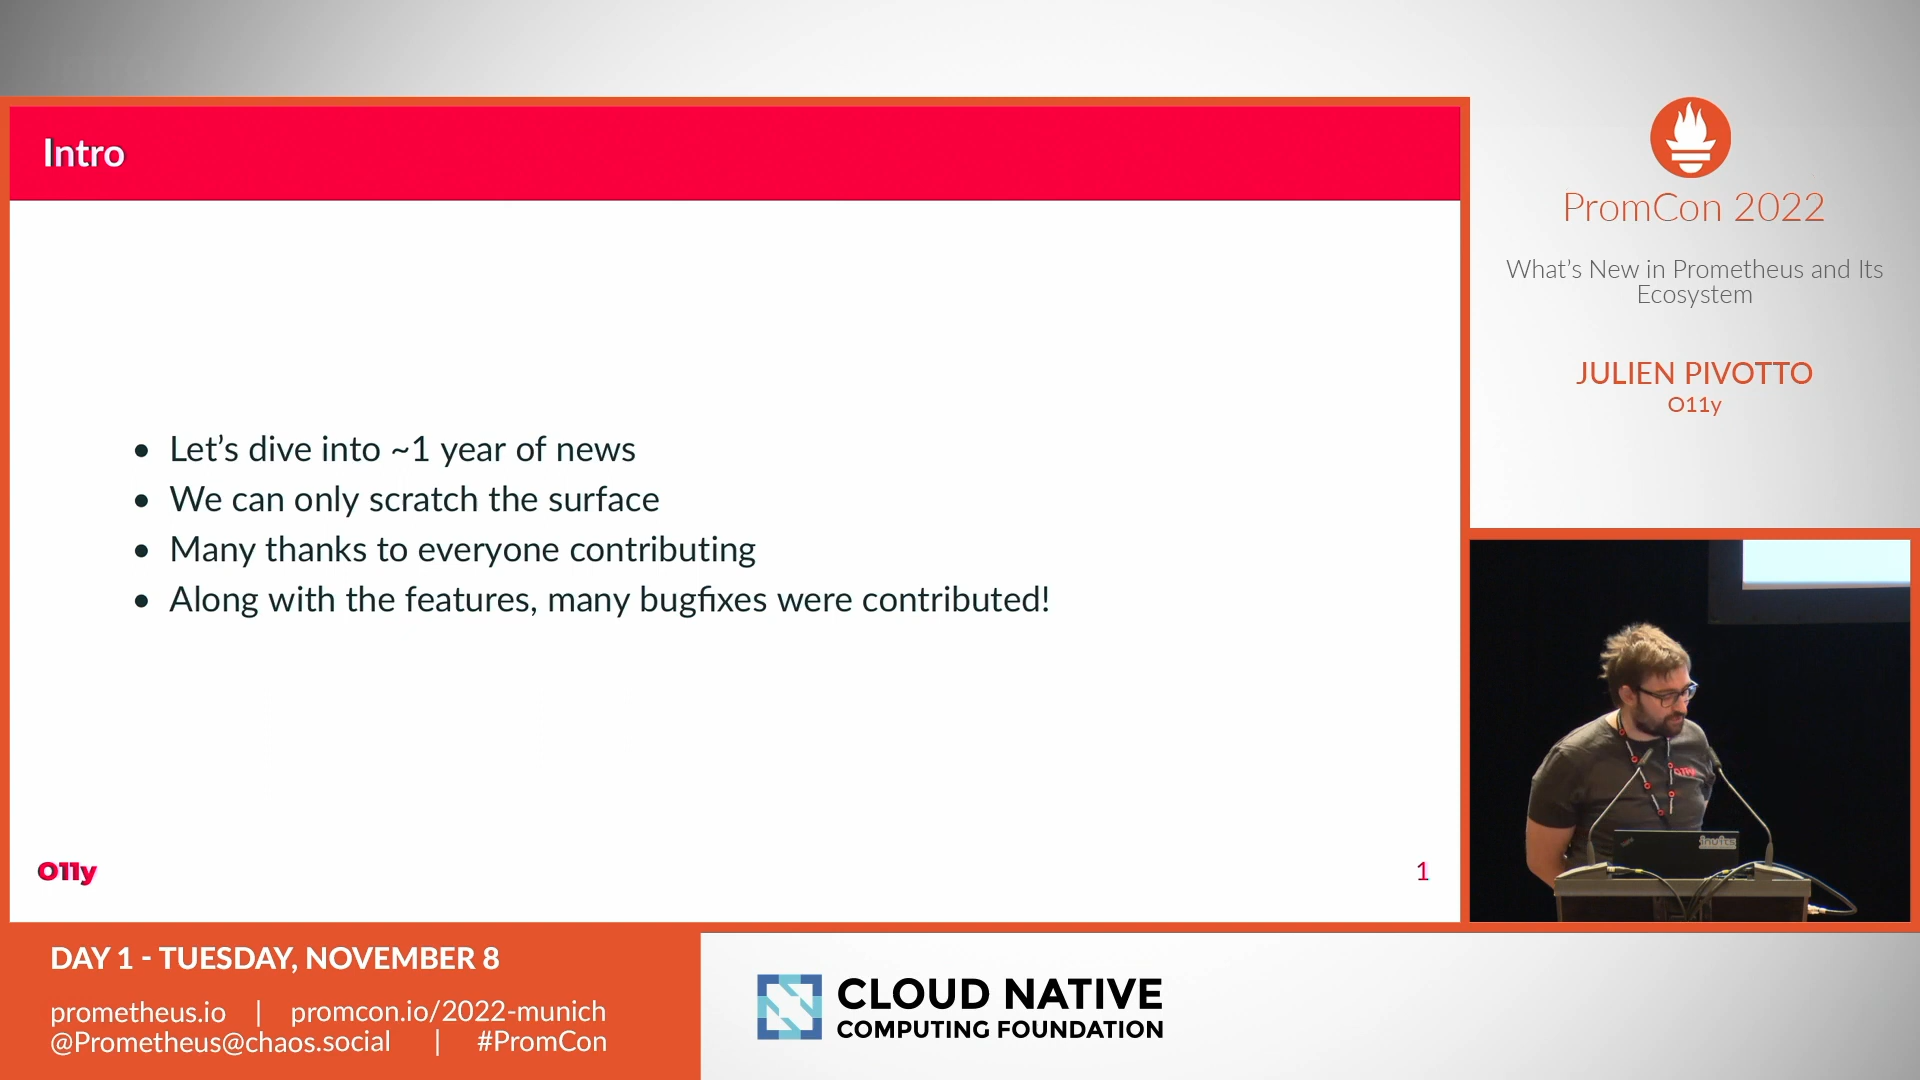 Intro
• Let's dive into ~1 year of news
• We can only scratch the surface
• Many thanks to everyone contributing
• Along with the features, many bugfixes were contributed!
O11y
1
PromCon 2022
What's New in Prometheus and Its
Ecosystem
JULIEN PIVOTTO
O11y
O11y
inuits
DAY 1 - TUESDAY, NOVEMBER 8
prometheus.io | promcon.io/2022-munich
@Prometheus@chaos.social | #PromCon
CLOUD NATIVE
COMPUTING FOUNDATION